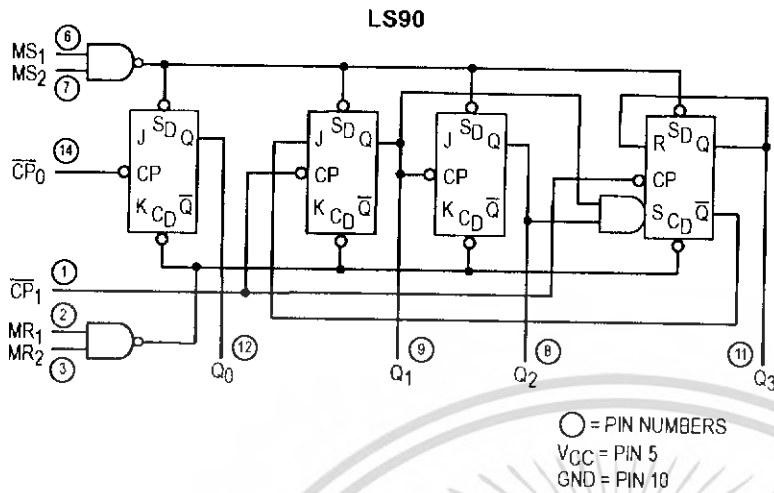 LS90
MS1 6
MS2 7
J SD Q
CP
K CD Q̅
J SD Q
CP
K CD Q̅
J SD Q
CP
K CD Q̅
R SD Q
CP
S CD Q̅
C̅P̅0 14
C̅P̅1 1
MR1 2
MR2 3
12 9 8 11
Q0 Q1 Q2 Q3
= PIN NUMBERS
VCC = PIN 5
GND = PIN 10